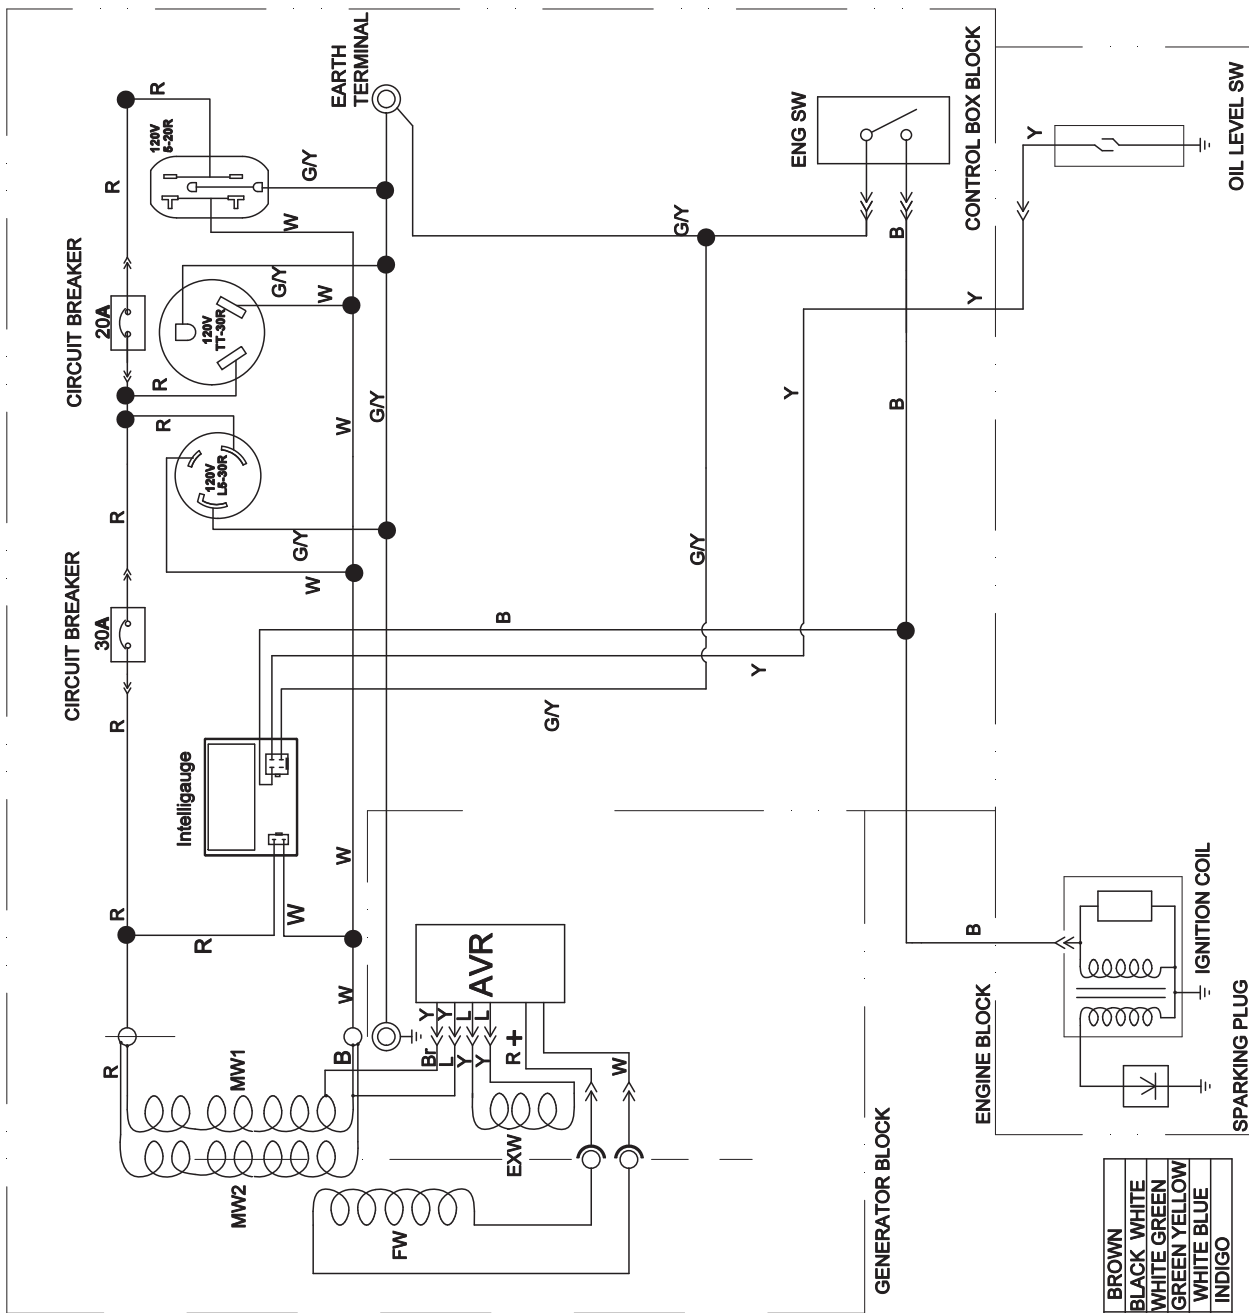 CIRCUIT BREAKER
30A
CIRCUIT BREAKER
20A
R
R
R
R
R
R
R
R
R
120V
L5-30R
120V
TT-30R
120V
5-20R
EARTH
TERMINAL
G/Y
G/Y
G/Y
G/Y
W
W
W
W
W
W
Intelligauge
R
W
B
Y
G/Y
G/Y
G/Y
Y
B
B
Y
ENG SW
CONTROL BOX BLOCK
Y
OIL LEVEL SW
R
MW1
MW2
B
FW
EXW
AVR
Y
Y
L
L
Br
L
Y
Y
R
+
W
GENERATOR BLOCK
ENGINE BLOCK
B
IGNITION COIL
SPARKING PLUG
BROWN
BLACK WHITE
WHITE GREEN
GREEN YELLOW
WHITE BLUE
INDIGO